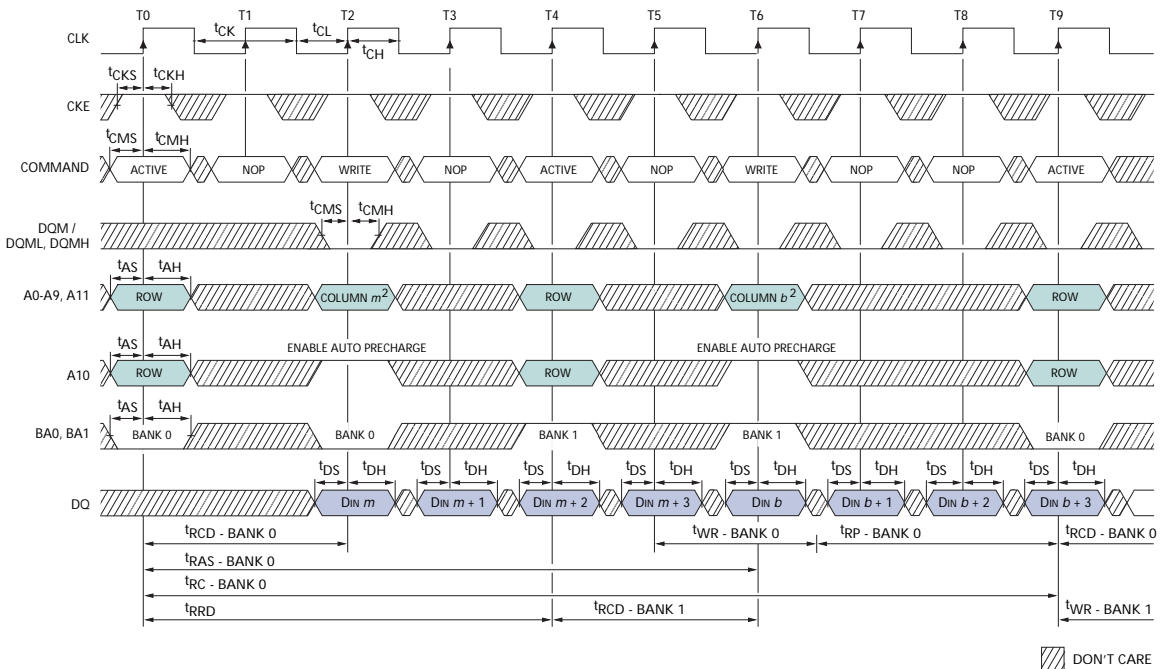 T0 T1 T2 T3 T4 T5 T6 T7 T8 T9
CLK
tCK tCL
tCH
tCKS tCKH
CKE
tCMS tCMH
COMMAND ACTIVE NOP WRITE NOP ACTIVE NOP WRITE NOP NOP ACTIVE
tCMS tCMH
DQM /
DQML, DQMH
tAS tAH
A0-A9, A11 ROW COLUMN m2 ROW COLUMN b2 ROW
tAS tAH ENABLE AUTO PRECHARGE ENABLE AUTO PRECHARGE
A10 ROW ROW ROW
tAS tAH
BA0, BA1 BANK 0 BANK 0 BANK 1 BANK 1 BANK 0
tDS tDH tDS tDH tDS tDH tDS tDH tDS tDH tDS tDH tDS tDH tDS tDH
DQ DIN m DIN m + 1 DIN m + 2 DIN m + 3 DIN b DIN b + 1 DIN b + 2 DIN b + 3
tRCD - BANK 0 tWR - BANK 0 tRP - BANK 0 tRCD - BANK 0
tRAS - BANK 0
tRC - BANK 0
tRRD tRCD - BANK 1 tWR - BANK 1
DON'T CARE